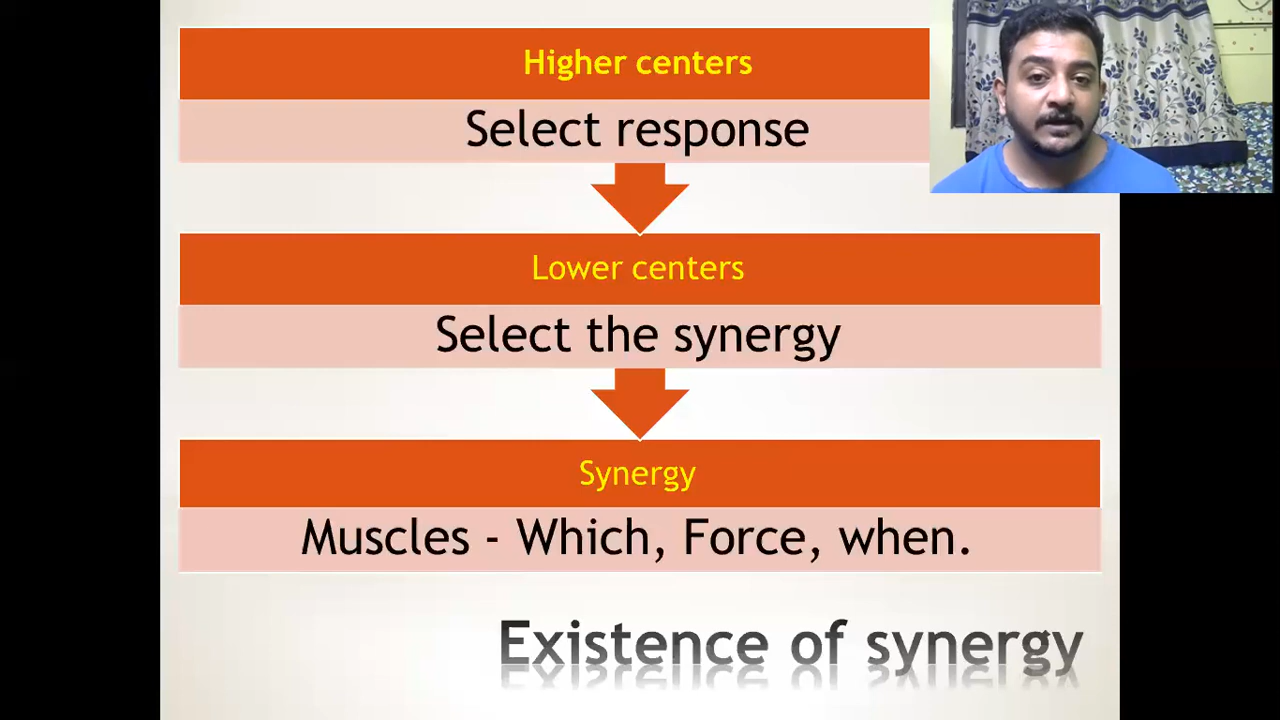 Higher centers
Select response
Lower centers
Select the synergy
Synergy
Muscles - Which, Force, when.
Existence of synergy